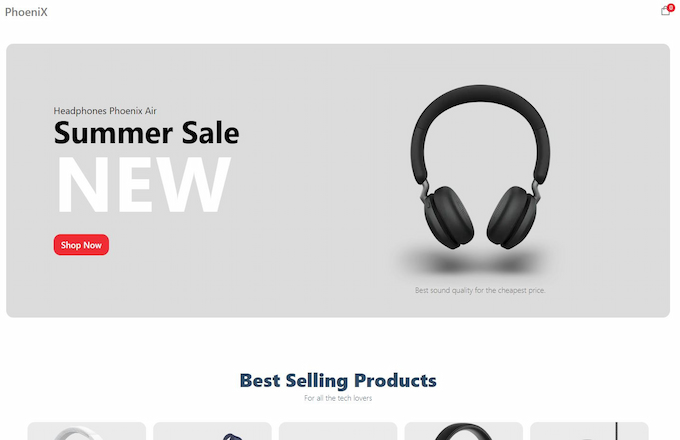 PhoeniX
0
Headphones Phoenix Air
Summer Sale
NEW
Shop Now
Best sound quality for the cheapest price.
Best Selling Products
For all the tech lovers